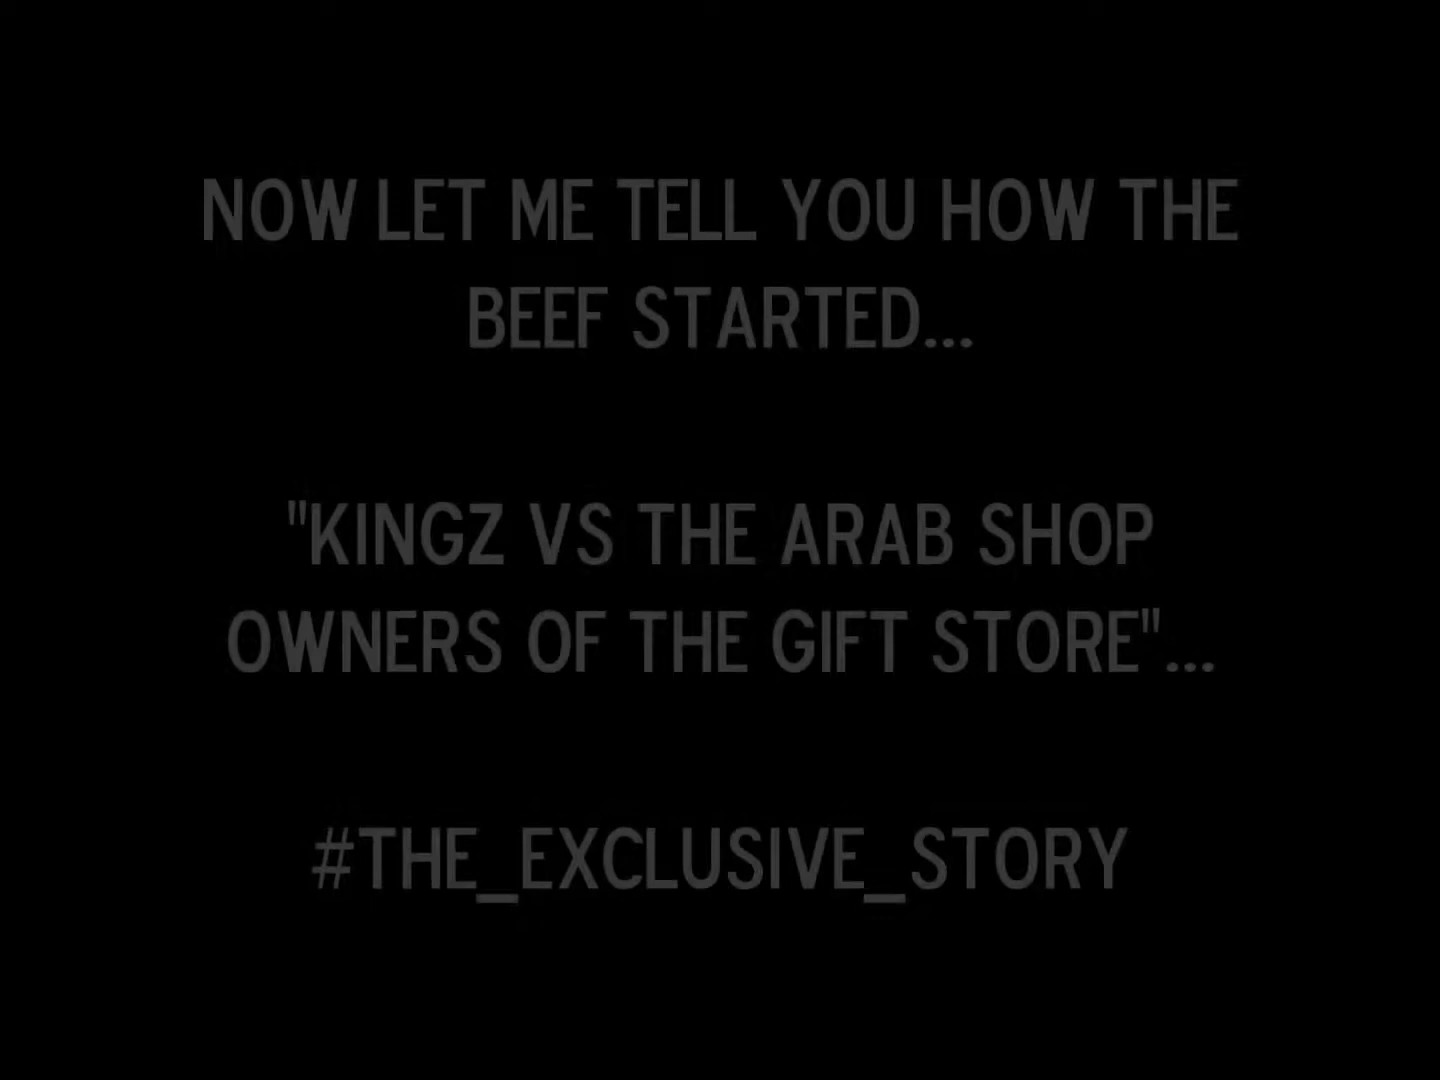 NOW LET ME TELL YOU HOW THE
BEEF STARTED...
"KINGZ VS THE ARAB SHOP
OWNERS OF THE GIFT STORE"...
#THE_EXCLUSIVE_STORY